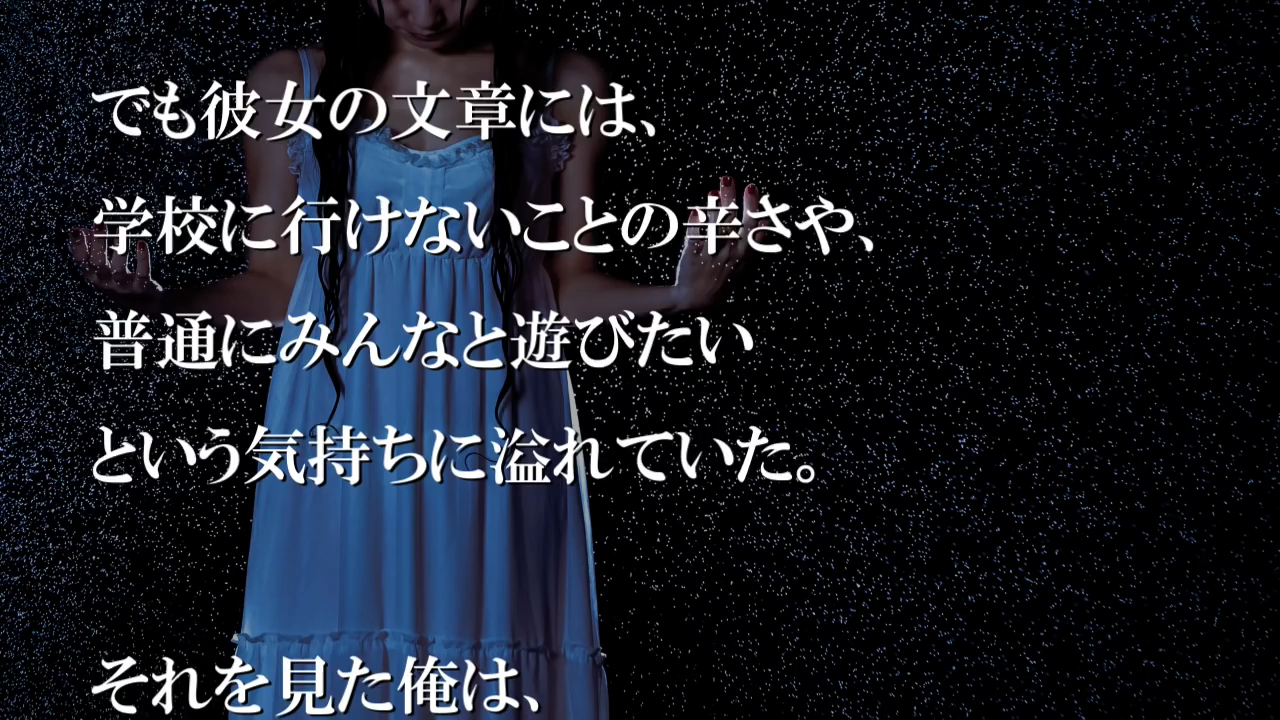 でも彼女の文章には、
学校に行けないことの辛さや、
普通にみんなと遊びたい
という気持ちに溢れていた。
それを見た俺は、